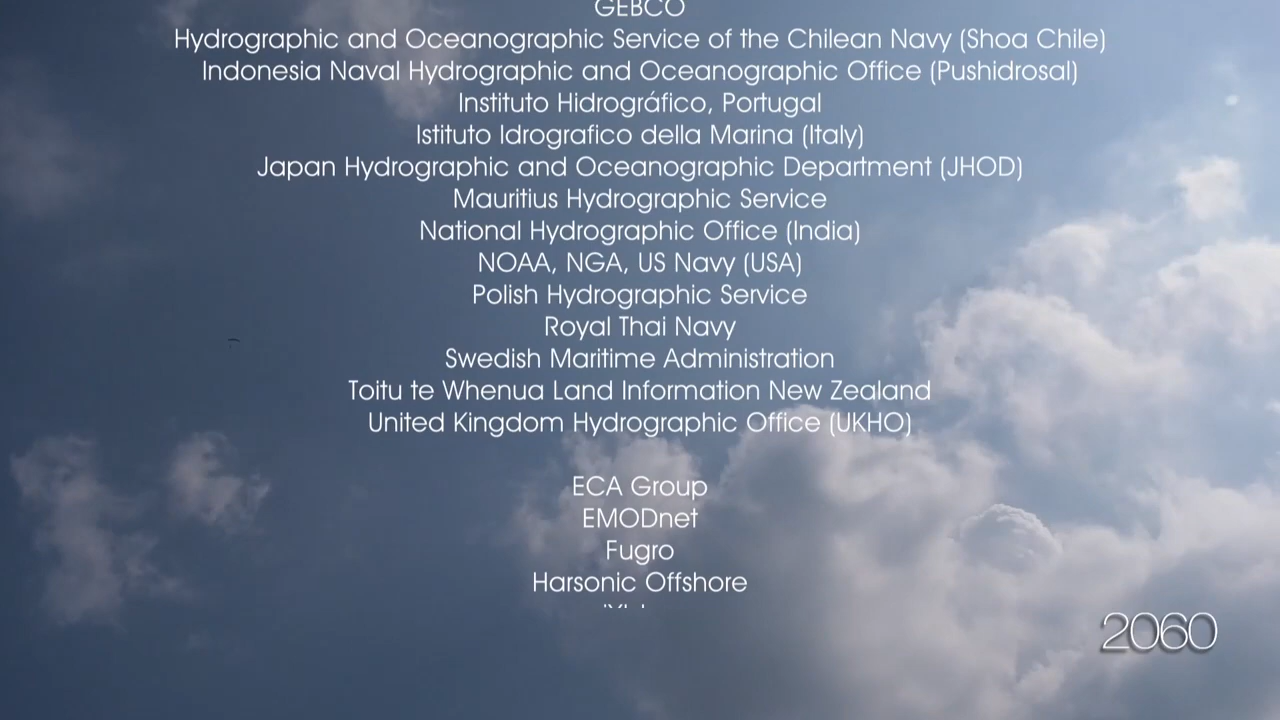 GEBCO
Hydrographic and Oceanographic Service of the Chilean Navy (Shoa Chile)
Indonesia Naval Hydrographic and Oceanographic Office (Pushidrosal)
Instituto Hidrográfico, Portugal
Istituto Idrografico della Marina (Italy)
Japan Hydrographic and Oceanographic Department (JHOD)
Mauritius Hydrographic Service
National Hydrographic Office (India)
NOAA, NGA, US Navy (USA)
Polish Hydrographic Service
Royal Thai Navy
Swedish Maritime Administration
Toitu te Whenua Land Information New Zealand
United Kingdom Hydrographic Office (UKHO)
ECA Group
EMODnet
Fugro
Harsonic Offshore
2060